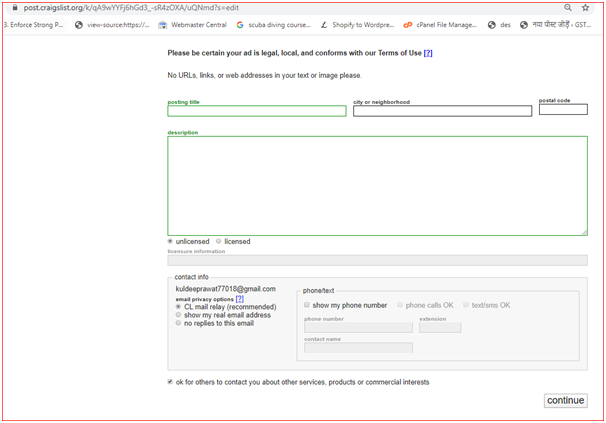 post.craigslist.org/k/qA9wYYFj6hGd3_-sR4zOXA/uQNmd?s=edit
3. Enforce Strong P... view-source:https:/... Webmaster Central scuba diving course... Shopify to Wordpre... cPanel File Manage... des नया पोस्ट जोड़ें ‹ GST...
Please be certain your ad is legal, local, and conforms with our Terms of Use [?]
No URLs, links, or web addresses in your text or image please.
posting title city or neighborhood postal code
description
unlicensed licensed
licensure information
contact info
kuldeeprawat77018@gmail.com
email privacy options [?]
CL mail relay (recommended)
show my real email address
no replies to this email
phone/text
show my phone number phone calls OK text/sms OK
phone number extension
contact name
ok for others to contact you about other services, products or commercial interests
continue